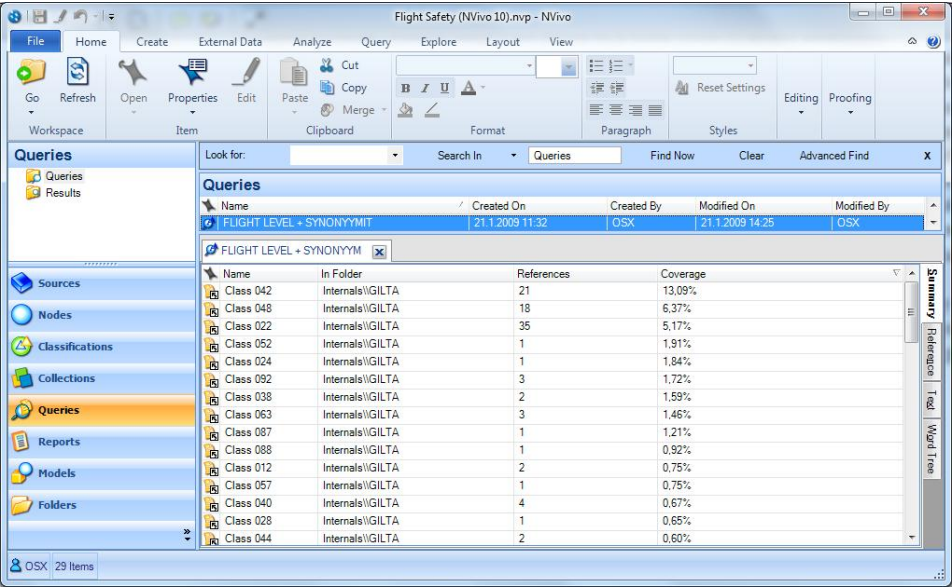 Flight Safety (NVivo 10).nvp - NVivo
File Home Create External Data Analyze Query Explore Layout View
Go Refresh Open Properties Edit Paste Cut Copy Merge B I U A Reset Settings Editing Proofing
Workspace Item Clipboard Format Paragraph Styles
Queries
Queries
Results
Sources
Nodes
Classifications
Collections
Queries
Reports
Models
Folders
Look for: Search In Queries Find Now Clear Advanced Find x
Queries
Name Created On Created By Modified On Modified By
FLIGHT LEVEL + SYNONYYMIT 21.1.2009 11:32 OSX 21.1.2009 14:25 OSX
FLIGHT LEVEL + SYNONYYM
Name In Folder References Coverage
Class 042 Internals\\GILTA 21 13,09%
Class 048 Internals\\GILTA 18 6,37%
Class 022 Internals\\GILTA 35 5,17%
Class 052 Internals\\GILTA 1 1,91%
Class 024 Internals\\GILTA 1 1,84%
Class 092 Internals\\GILTA 3 1,72%
Class 038 Internals\\GILTA 2 1,59%
Class 063 Internals\\GILTA 3 1,46%
Class 087 Internals\\GILTA 1 1,21%
Class 088 Internals\\GILTA 1 0,92%
Class 012 Internals\\GILTA 2 0,75%
Class 057 Internals\\GILTA 1 0,75%
Class 040 Internals\\GILTA 4 0,67%
Class 028 Internals\\GILTA 1 0,65%
Class 044 Internals\\GILTA 2 0,60%
Summary
Reference
Text
Word Tree
OSX 29 Items